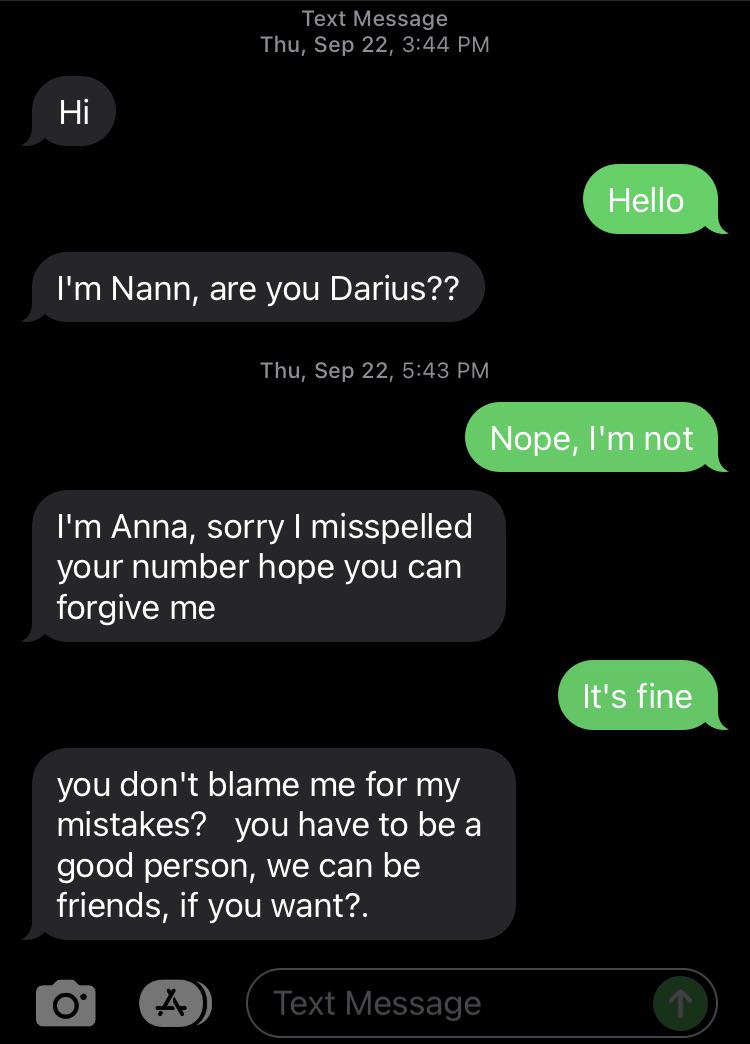 Text Message
Thu, Sep 22, 3:44 PM
Hi
Hello
I'm Nann, are you Darius??
Thu, Sep 22, 5:43 PM
Nope, I'm not
I'm Anna, sorry I misspelled
your number hope you can
forgive me
It's fine
you don't blame me for my
mistakes?   you have to be a
good person, we can be
friends, if you want?.
Text Message